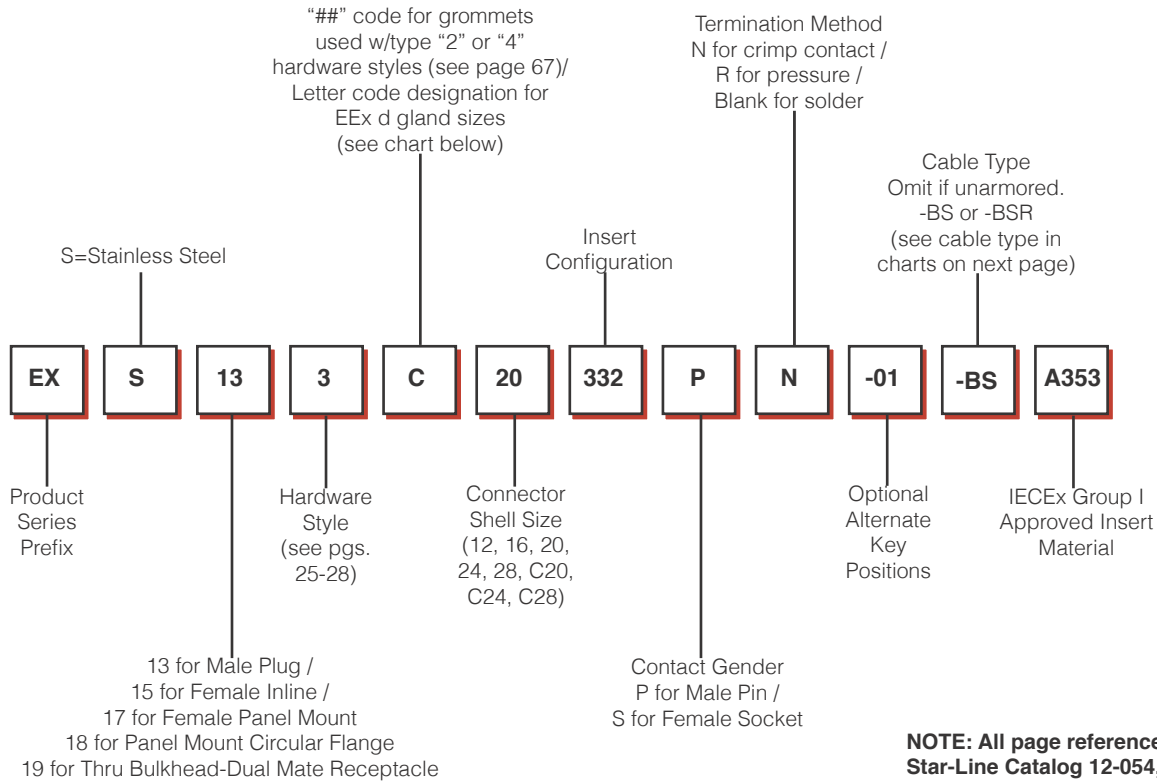 “##” code for grommets
used w/type “2” or “4”
hardware styles (see page 67)/
Letter code designation for
EEx d gland sizes
(see chart below)
Termination Method
N for crimp contact /
R for pressure /
Blank for solder
Cable Type
Omit if unarmored.
-BS or -BSR
(see cable type in
charts on next page)
S=Stainless Steel
Insert
Configuration
EX
S
13
3
C
20
332
P
N
-01
-BS
A353
Product
Series
Prefix
Hardware
Style
(see pgs.
25-28)
Connector
Shell Size
(12, 16, 20,
24, 28, C20,
C24, C28)
Optional
Alternate
Key
Positions
IECEx Group I
Approved Insert
Material
13 for Male Plug /
15 for Female Inline /
17 for Female Panel Mount
18 for Panel Mount Circular Flange
19 for Thru Bulkhead-Dual Mate Receptacle
Contact Gender
P for Male Pin /
S for Female Socket
NOTE: All page reference
Star-Line Catalog 12-054,